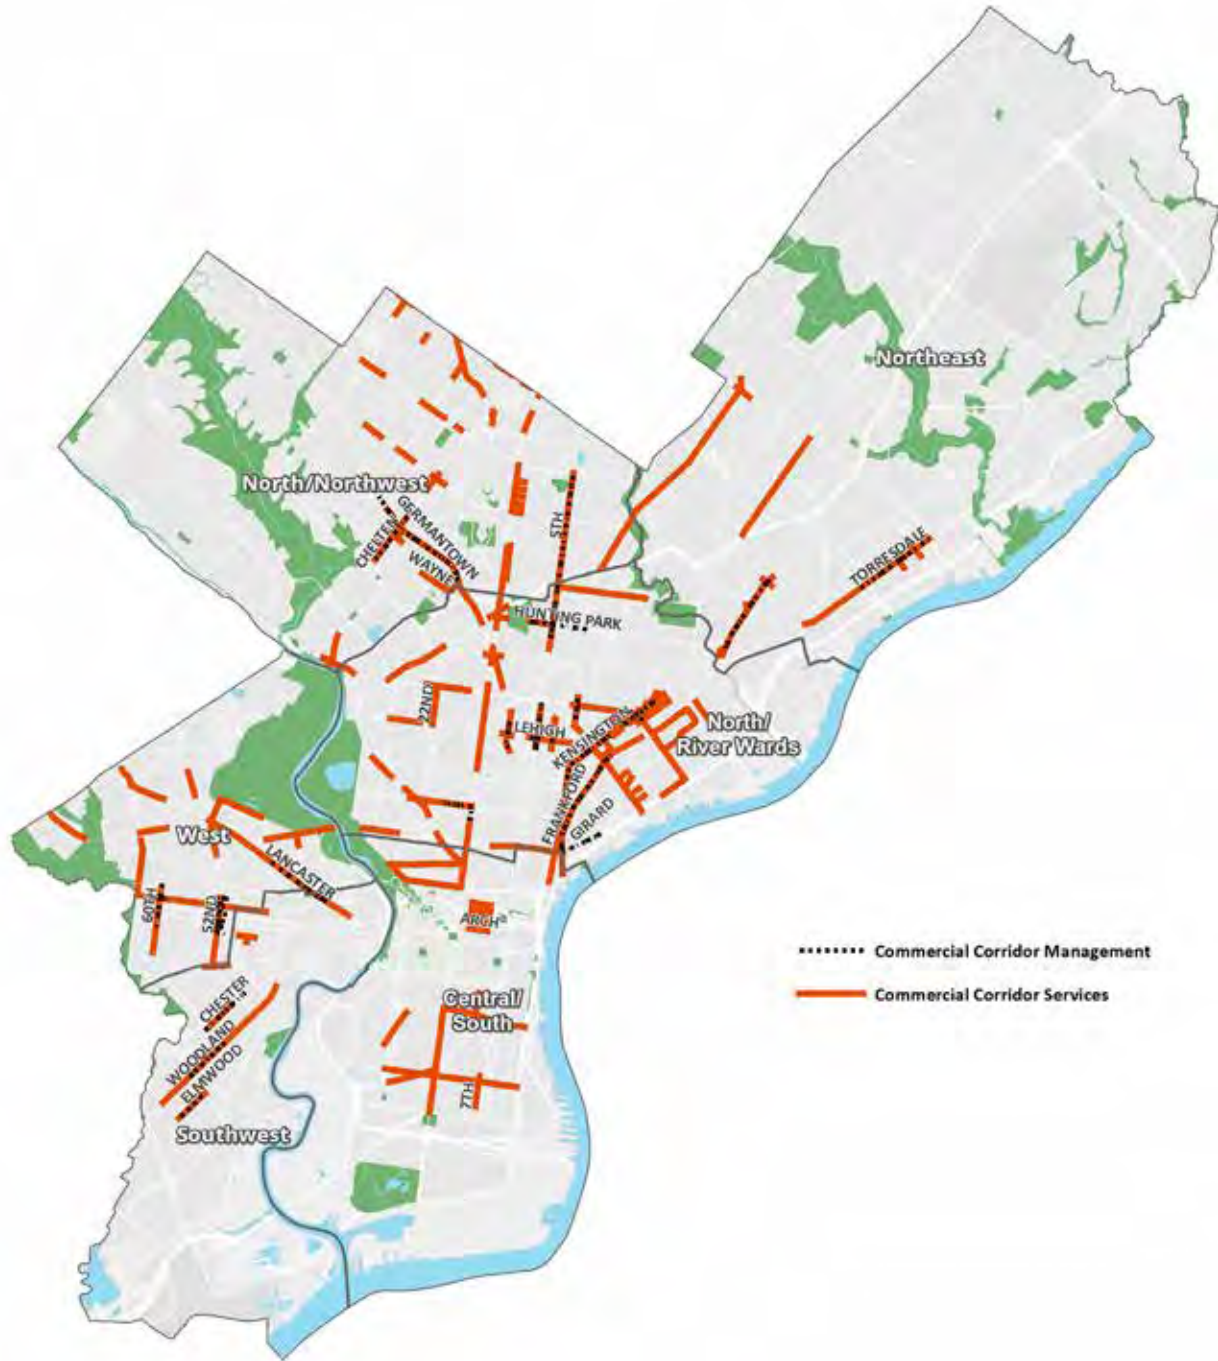 Northeast
North/Northwest
GERMANTOWN
CHELTEN
5TH
WAYNE
TORRESDALE
HUNTING PARK
22ND
LEHIGH
KENSINGTON
North/
River Wards
FRANKFORD
GIRARD
West
LANCASTER
60TH
52ND
ARCH
Commercial Corridor Management
Commercial Corridor Services
CHESTER
Central/
South
WOODLAND
ELMWOOD
7TH
Southwest